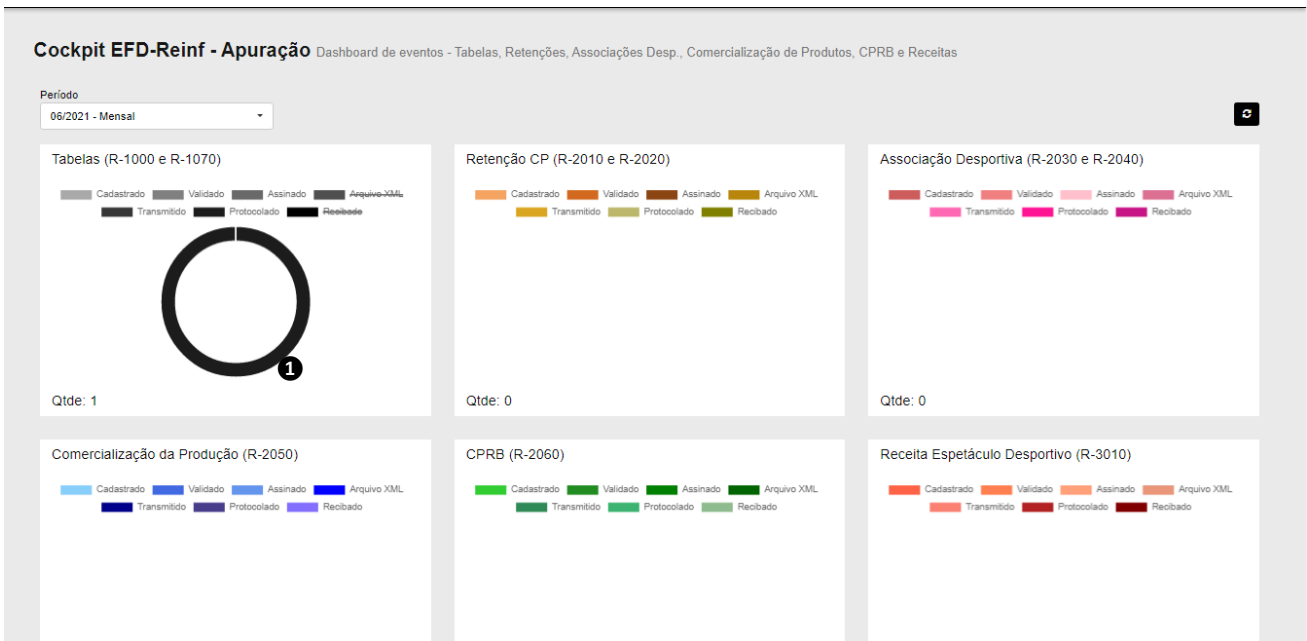 Cockpit EFD-Reinf - Apuração Dashboard de eventos - Tabelas, Retenções, Associações Desp., Comercialização de Produtos, CPRB e Receitas
Período
06/2021 - Mensal
Tabelas (R-1000 e R-1070)
Cadastrado Validado Assinado Arquivo XML
Transmitido Protocolado Recibado
1
Qtde: 1
Retenção CP (R-2010 e R-2020)
Cadastrado Validado Assinado Arquivo XML
Transmitido Protocolado Recibado
Qtde: 0
Associação Desportiva (R-2030 e R-2040)
Cadastrado Validado Assinado Arquivo XML
Transmitido Protocolado Recibado
Qtde: 0
Comercialização da Produção (R-2050)
Cadastrado Validado Assinado Arquivo XML
Transmitido Protocolado Recibado
CPRB (R-2060)
Cadastrado Validado Assinado Arquivo XML
Transmitido Protocolado Recibado
Receita Espetáculo Desportivo (R-3010)
Cadastrado Validado Assinado Arquivo XML
Transmitido Protocolado Recibado